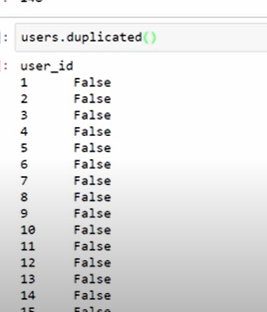 ]: users.duplicated()
]: user_id
1 False
2 False
3 False
4 False
5 False
6 False
7 False
8 False
9 False
10 False
11 False
12 False
13 False
14 False